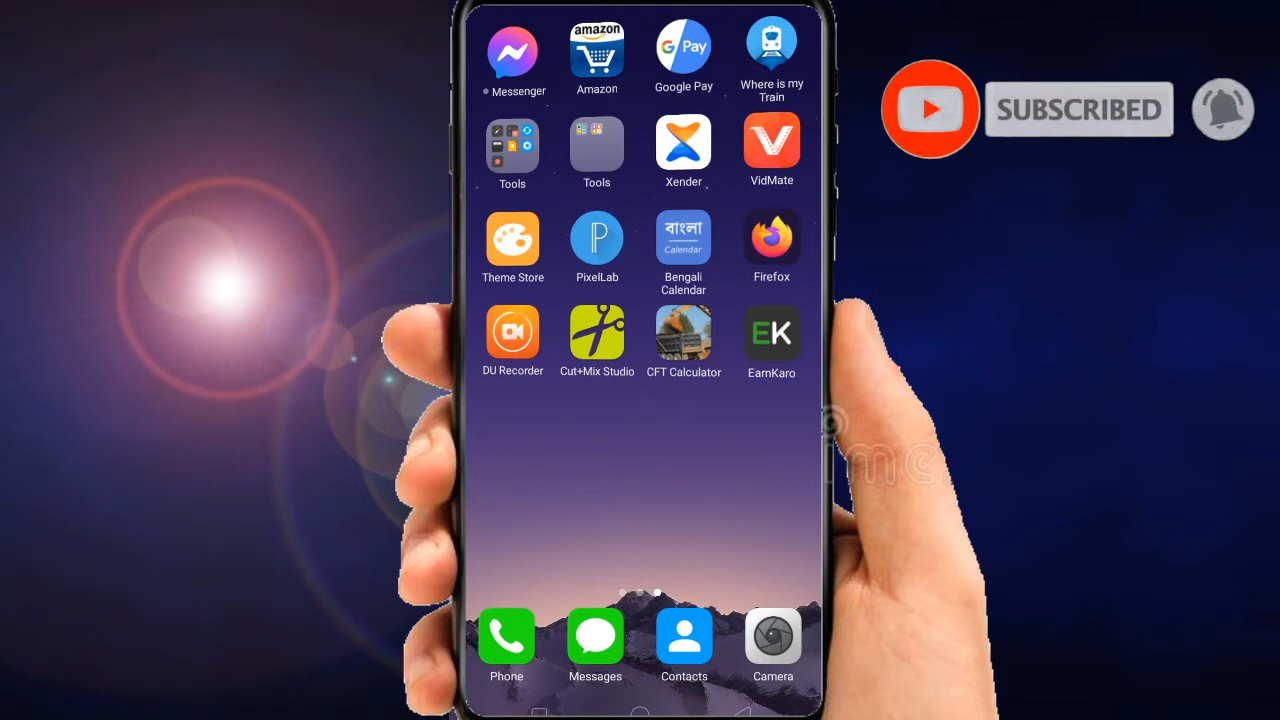 amazon
G Pay
Messenger
Amazon
Google Pay
Where is my
Train
SUBSCRIBED
Tools
Tools
Xender
VidMate
বাংলা
Calendar
Theme Store
PixelLab
Bengali
Calendar
Firefox
EK
DU Recorder
Cut+Mix Studio
CFT Calculator
EarnKaro
Phone
Messages
Contacts
Camera